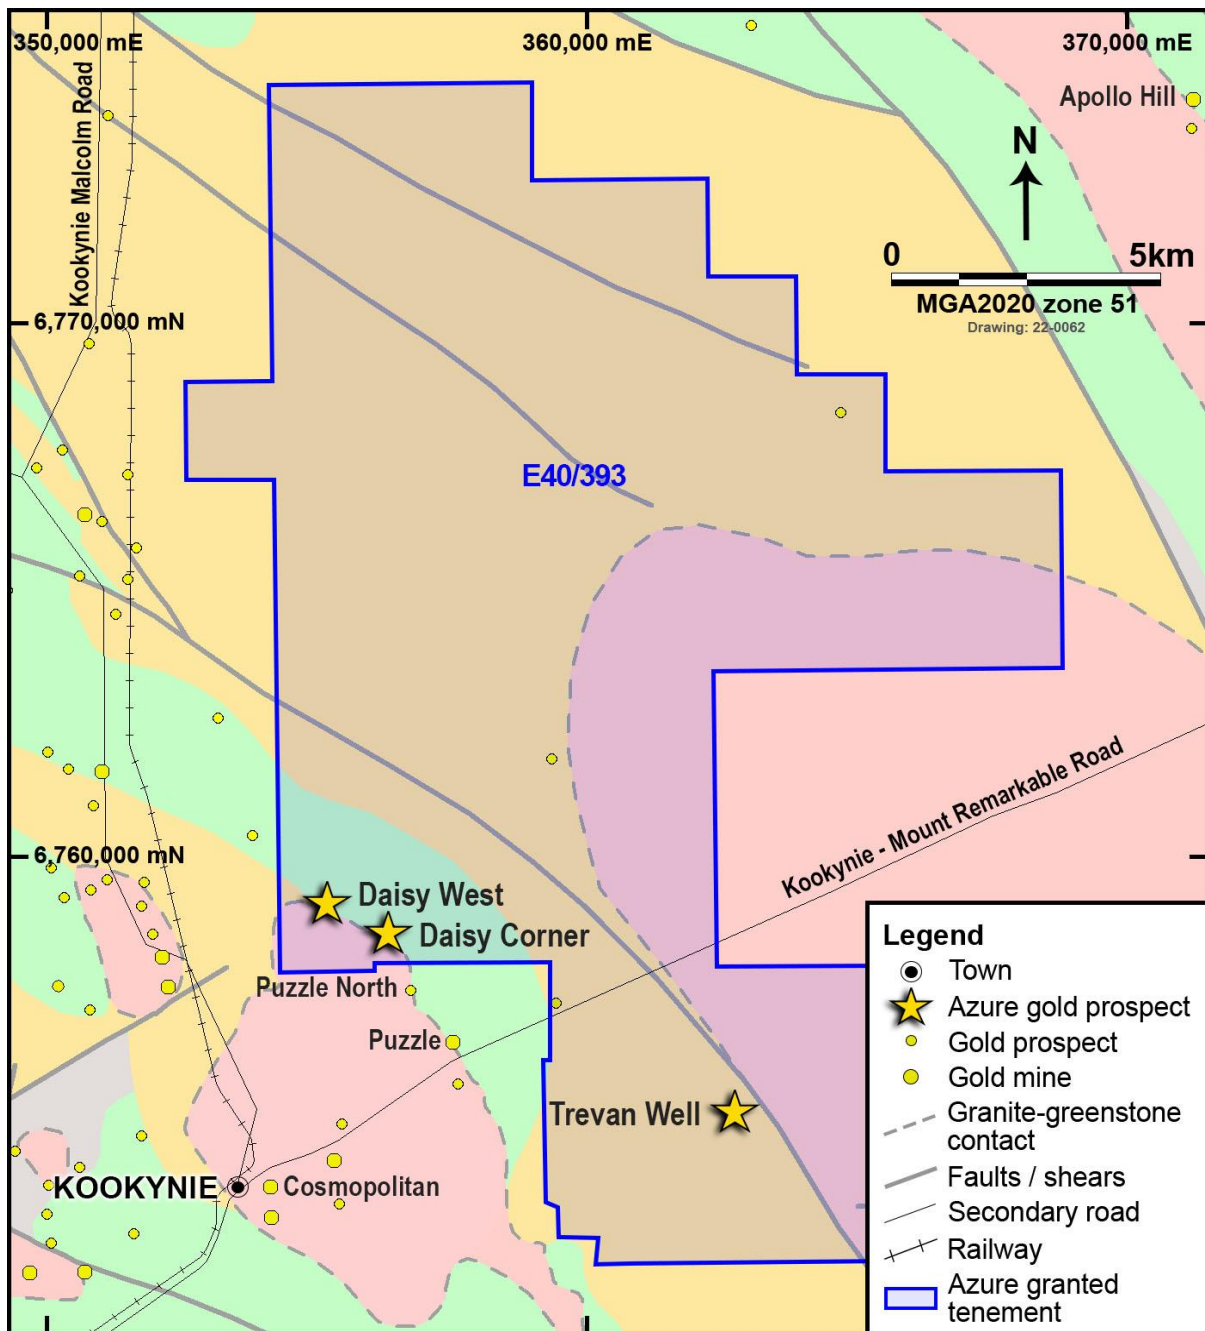 350,000 mE
360,000 mE
370,000 mE
Kookynie Malcolm Road
Apollo Hill
N
0
5km
MGA2020 zone 51
Drawing: 22-0062
6,770,000 mN
E40/393
Kookynie - Mount Remarkable Road
6,760,000 mN
Daisy West
Daisy Corner
Puzzle North
Puzzle
Trevan Well
KOOKYNIE
Cosmopolitan
Legend
Town
Azure gold prospect
Gold prospect
Gold mine
Granite-greenstone
contact
Faults / shears
Secondary road
Railway
Azure granted
tenement